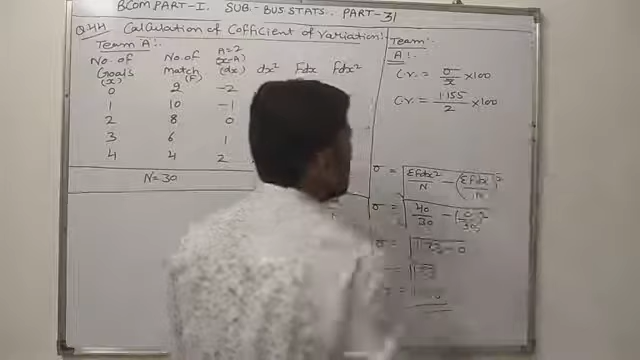 BCOM PART-I. SUB.-BUS STATS. PART-31
Q.44 Calculation of Cofficient of Variation:-
Team A:-
No. of Goals (x) No. of Match (F) A=2 (x-A) (dx) dx² Fdx Fdx²
0 2 -2
1 10 -1
2 8 0
3 6 1
4 4 2
N=30
Team:-
A:-
C.V. = σ/x̄ ×100
C.V. = 1.155/2 ×100
σ = √ΣFdx²/N - (ΣFdx/N)²
σ = √40/30 - (0/30)²
σ =